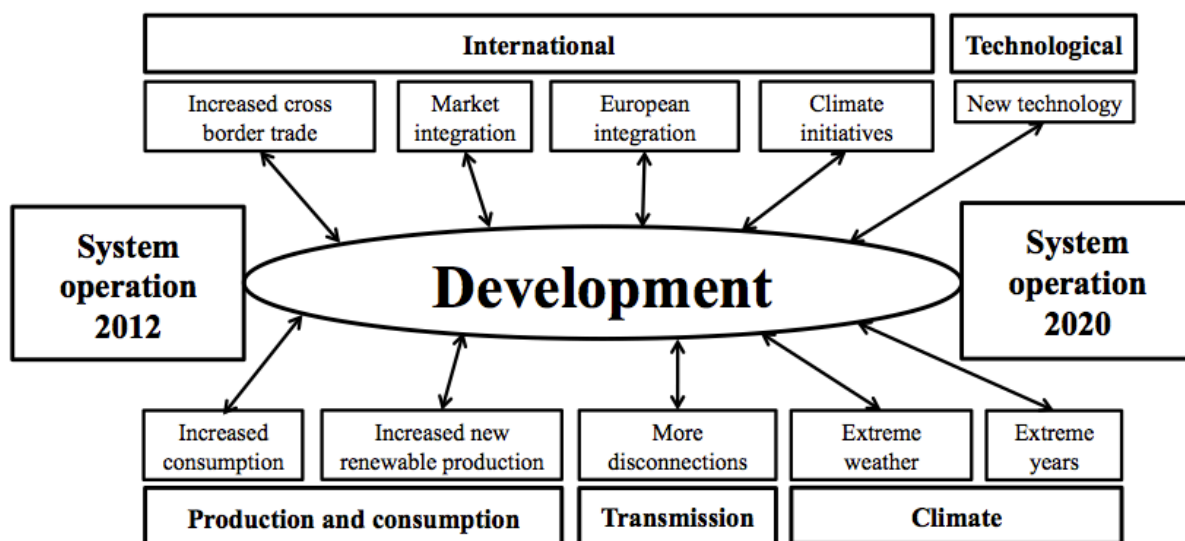 International
Technological
Increased cross
border trade
Market
integration
European
integration
Climate
initiatives
New technology
System
operation
2012
Development
System
operation
2020
Increased
consumption
Increased new
renewable production
More
disconnections
Extreme
weather
Extreme
years
Production and consumption
Transmission
Climate